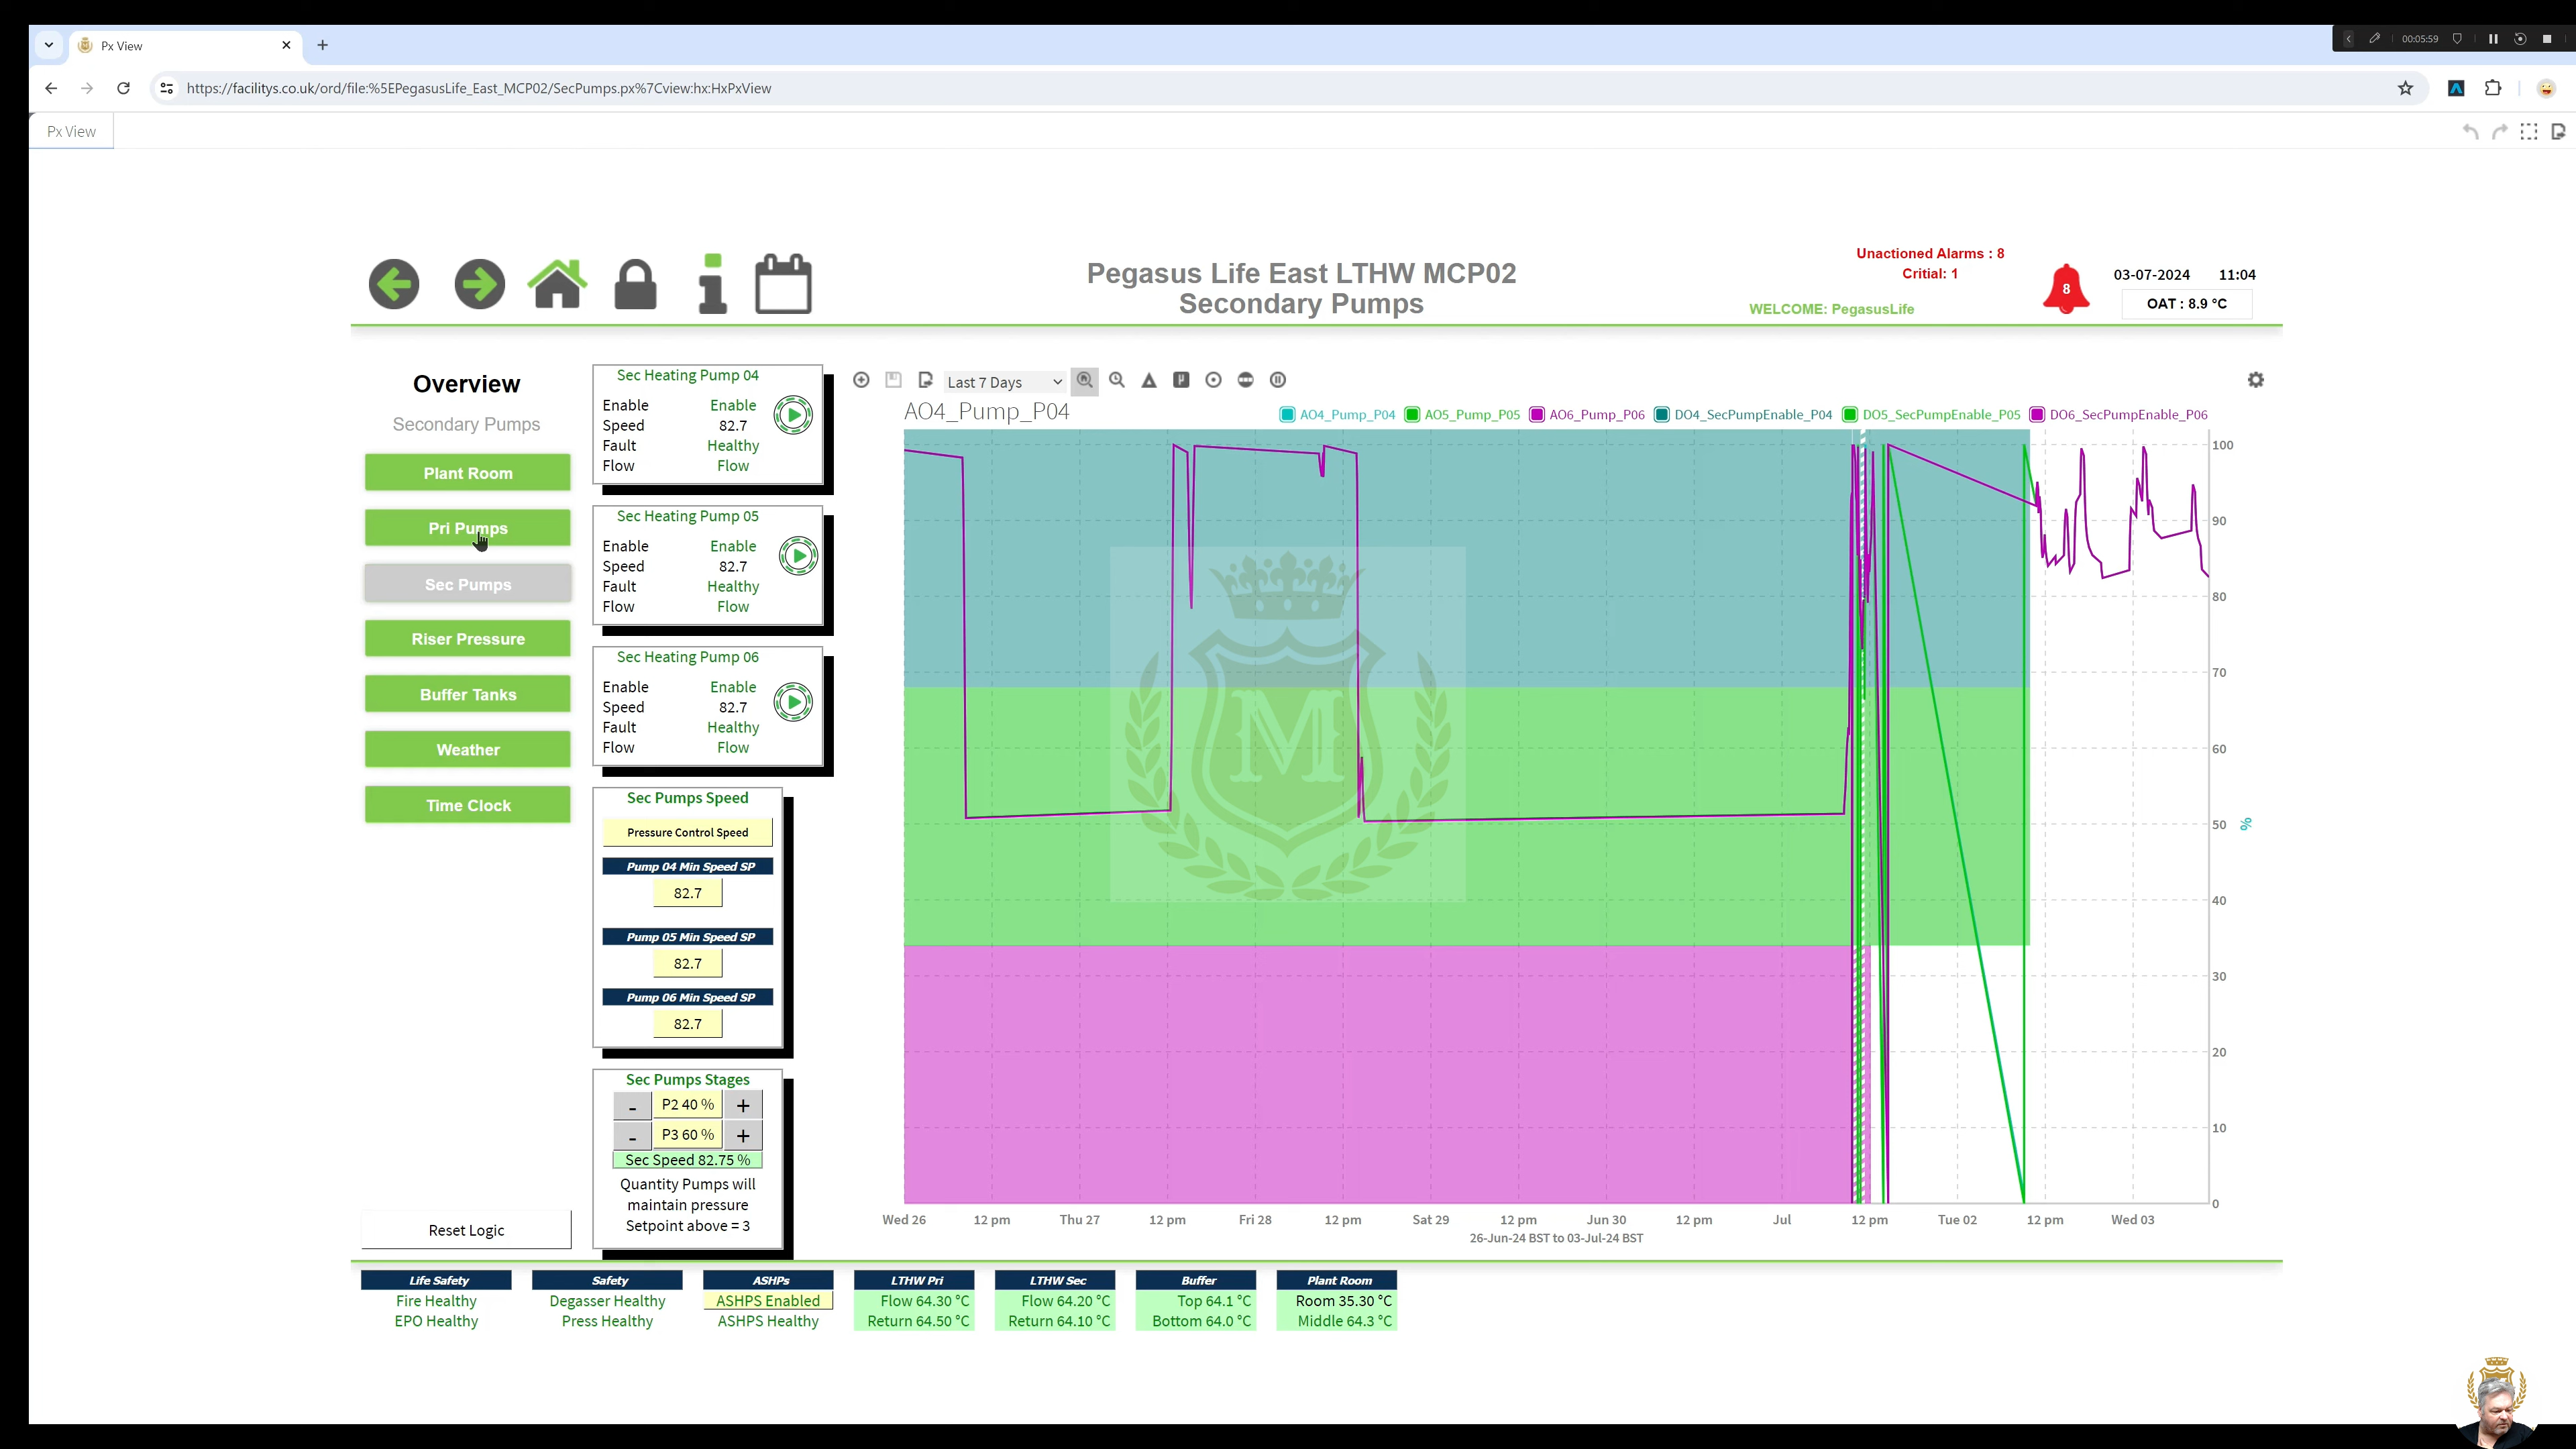 Px View
00:05:59
https://facilitys.co.uk/ord/file:%5EPegasusLife_East_MCP02/SecPumps.px%7Cview:hx:HxPxView
Px View
Pegasus Life East LTHW MCP02
Secondary Pumps
Unactioned Alarms : 8
Critial: 1
WELCOME: PegasusLife
8
03-07-2024 11:04
OAT : 8.9 °C
Overview
Secondary Pumps
Plant Room
Pri Pumps
Sec Pumps
Riser Pressure
Buffer Tanks
Weather
Time Clock
Reset Logic
Sec Heating Pump 04
Enable Enable
Speed 82.7
Fault Healthy
Flow Flow
Sec Heating Pump 05
Enable Enable
Speed 82.7
Fault Healthy
Flow Flow
Sec Heating Pump 06
Enable Enable
Speed 82.7
Fault Healthy
Flow Flow
Sec Pumps Speed
Pressure Control Speed
Pump 04 Min Speed SP
82.7
Pump 05 Min Speed SP
82.7
Pump 06 Min Speed SP
82.7
Sec Pumps Stages
- P2 40 % +
- P3 60 % +
Sec Speed 82.75 %
Quantity Pumps will
maintain pressure
Setpoint above = 3
Last 7 Days
AO4_Pump_P04
AO4_Pump_P04 AO5_Pump_P05 AO6_Pump_P06 DO4_SecPumpEnable_P04 DO5_SecPumpEnable_P05 DO6_SecPumpEnable_P06
M
100
90
80
70
60
50 %
40
30
20
10
0
Wed 26 12 pm Thu 27 12 pm Fri 28 12 pm Sat 29 12 pm Jun 30 12 pm Jul 12 pm Tue 02 12 pm Wed 03
26-Jun-24 BST to 03-Jul-24 BST
Life Safety
Fire Healthy
EPO Healthy
Safety
Degasser Healthy
Press Healthy
ASHPs
ASHPS Enabled
ASHPS Healthy
LTHW Pri
Flow 64.30 °C
Return 64.50 °C
LTHW Sec
Flow 64.20 °C
Return 64.10 °C
Buffer
Top 64.1 °C
Bottom 64.0 °C
Plant Room
Room 35.30 °C
Middle 64.3 °C